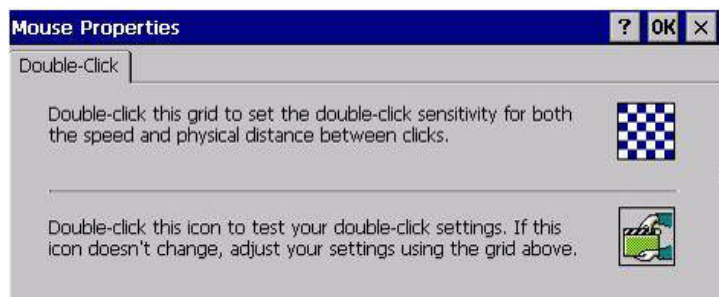 Mouse Properties ? OK ×
Double-Click
Double-click this grid to set the double-click sensitivity for both
the speed and physical distance between clicks.
Double-click this icon to test your double-click settings. If this
icon doesn't change, adjust your settings using the grid above.